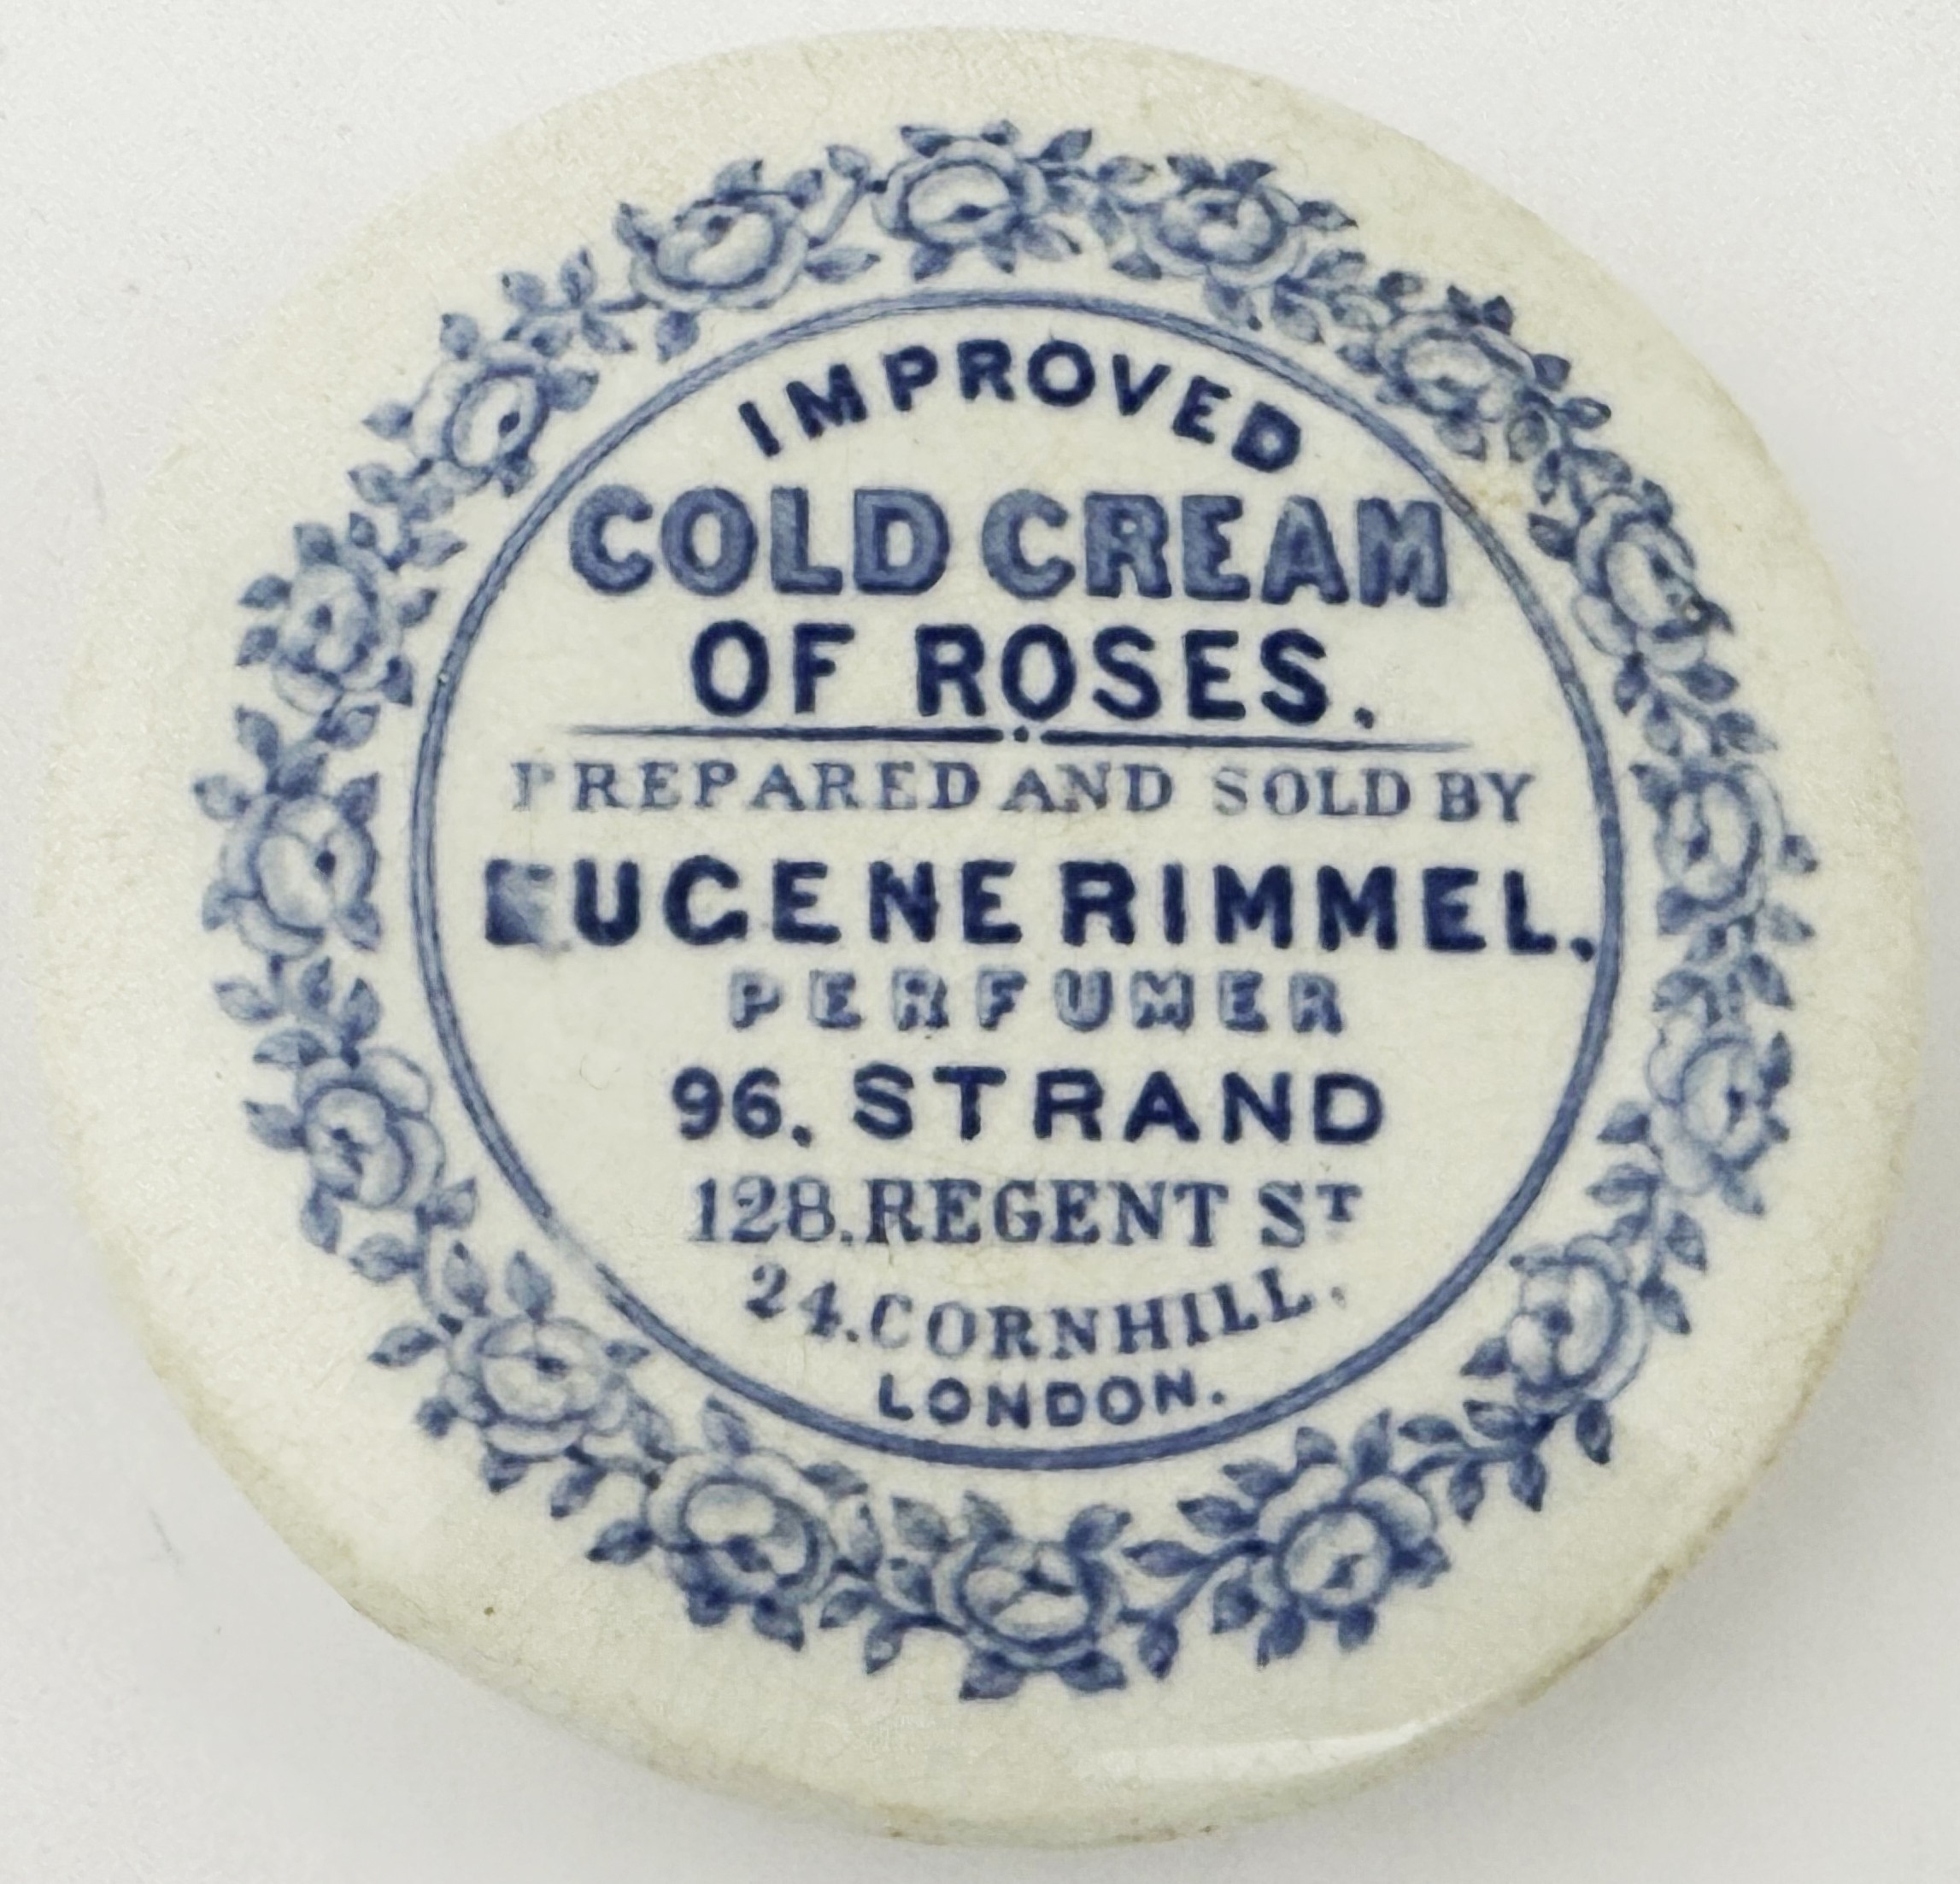 IMPROVED
COLD CREAM
OF ROSES.
PREPARED AND SOLD BY
EUGENE RIMMEL.
PERFUMER
96. STRAND
128. REGENT ST
24. CORNHILL.
LONDON.